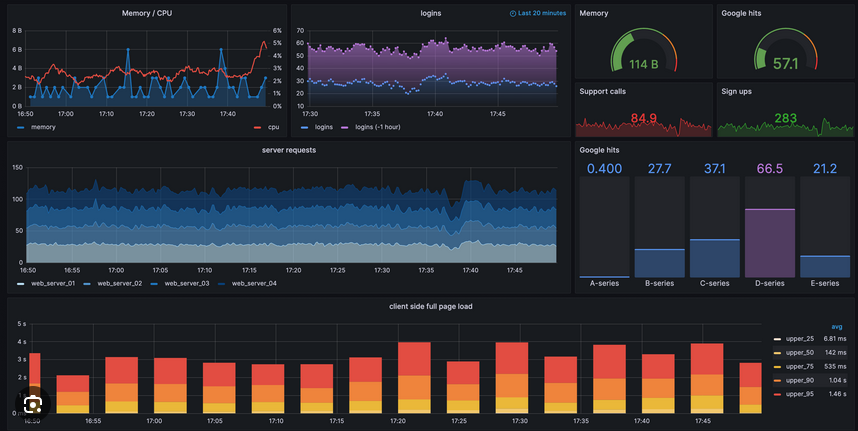 Memory / CPU
8 B
6 B
4 B
2 B
0 B
6%
5%
4%
3%
2%
1%
0%
16:50 17:00 17:10 17:20 17:30 17:40
memory cpu
logins
Last 20 minutes
70
60
50
40
30
20
10
17:30 17:35 17:40 17:45
logins logins (-1 hour)
Memory
114 B
Google hits
57.1
Support calls
84.9
Sign ups
283
server requests
150
100
50
0
16:50 16:55 17:00 17:05 17:10 17:15 17:20 17:25 17:30 17:35 17:40 17:45
web_server_01 web_server_02 web_server_03 web_server_04
Google hits
0.400 27.7 37.1 66.5 21.2
A-series B-series C-series D-series E-series
client side full page load
5 s
4 s
3 s
2 s
1 s
16:50 16:55 17:00 17:05 17:10 17:15 17:20 17:25 17:30 17:35 17:40 17:45
avg
upper_25 6.81 ms
upper_50 142 ms
upper_75 535 ms
upper_90 1.04 s
upper_95 1.46 s